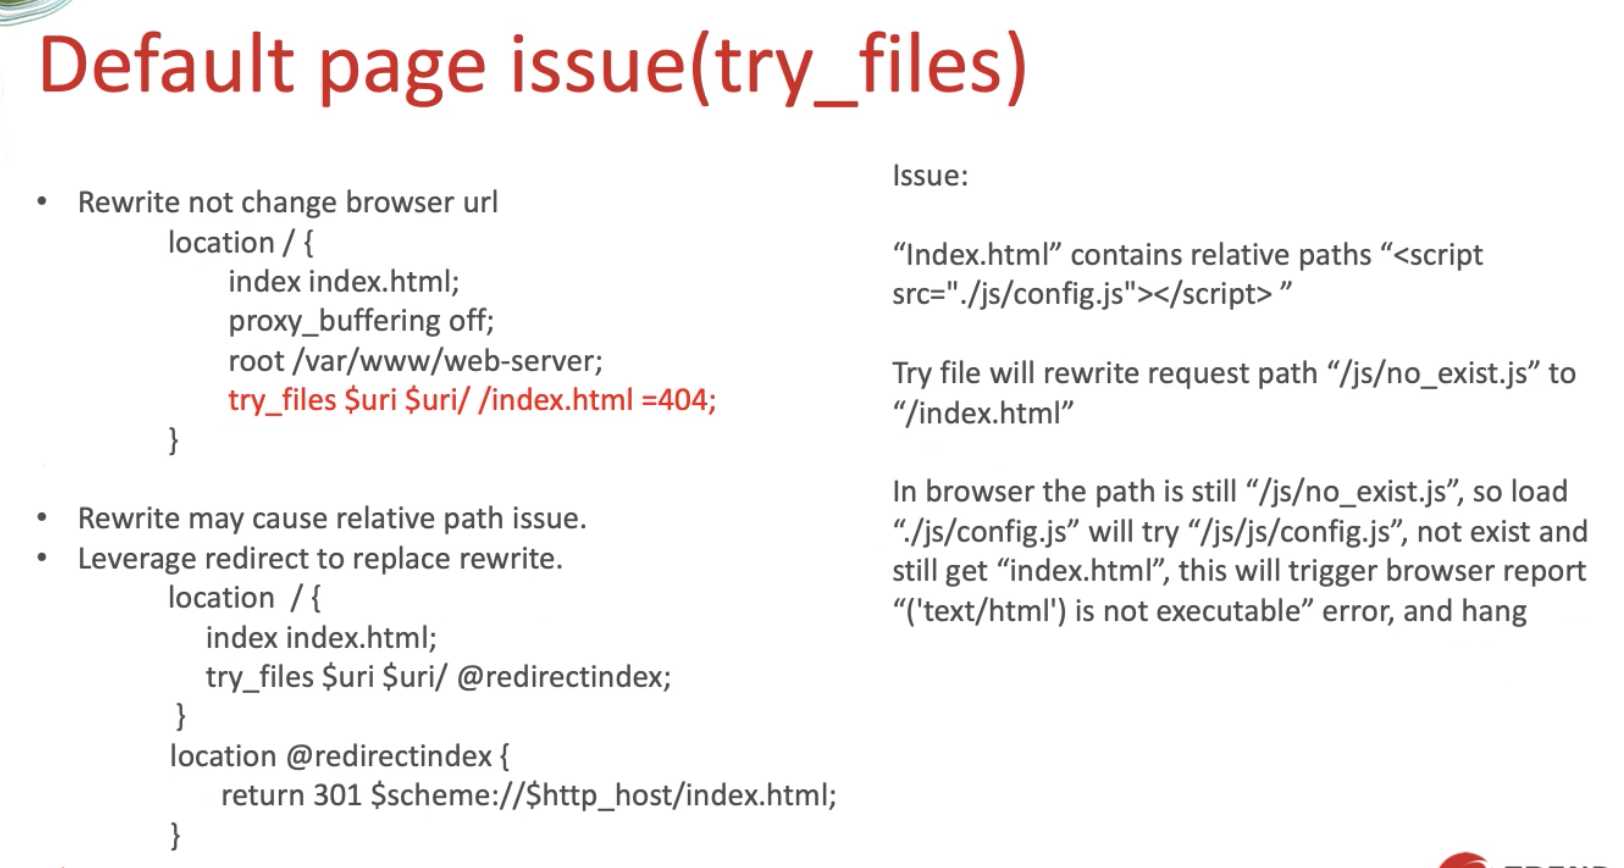 Default page issue(try_files)
• Rewrite not change browser url
location / {
index index.html;
proxy_buffering off;
root /var/www/web-server;
try_files $uri $uri/ /index.html =404;
}
• Rewrite may cause relative path issue.
• Leverage redirect to replace rewrite.
location / {
index index.html;
try_files $uri $uri/ @redirectindex;
}
location @redirectindex {
return 301 $scheme://$http_host/index.html;
}
Issue:
“Index.html” contains relative paths “<script
src="./js/config.js"></script> ”
Try file will rewrite request path “/js/no_exist.js” to
“/index.html”
In browser the path is still “/js/no_exist.js”, so load
“./js/config.js” will try “/js/js/config.js”, not exist and
still get “index.html”, this will trigger browser report
“('text/html') is not executable” error, and hang